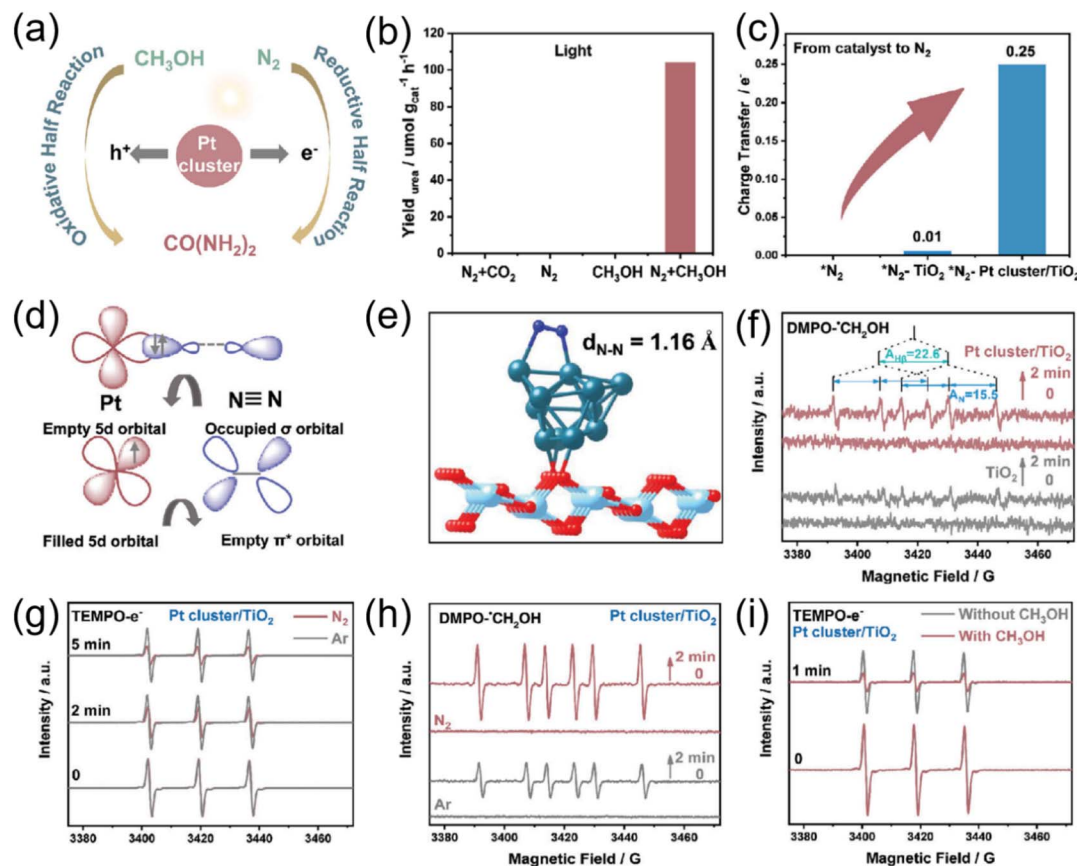 (a)
CH₃OH
N₂
Oxidative Half Reaction
Reductive Half Reaction
h⁺
Pt
cluster
e⁻
CO(NH₂)₂
(b)
Light
Yield urea / umol g_cat⁻¹ h⁻¹
120
100
80
60
40
20
0
N₂+CO₂
N₂
CH₃OH
N₂+CH₃OH
(c)
From catalyst to N₂
0.25
Charge Transfer / e⁻
0.25
0.20
0.15
0.10
0.05
0.00
0.01
*N₂
*N₂- TiO₂
*N₂- Pt cluster/TiO₂
(d)
Pt
N≡N
Empty 5d orbital
Occupied σ orbital
Filled 5d orbital
Empty π* orbital
(e)
d_N-N = 1.16 Å
(f)
DMPO-•CH₂OH
A_Hβ=22.6
Pt cluster/TiO₂
2 min
0
A_N=15.5
TiO₂
2 min
0
Intensity / a.u.
3380
3400
3420
3440
3460
Magnetic Field / G
(g)
TEMPO-e⁻
Pt cluster/TiO₂
N₂
Ar
5 min
2 min
0
Intensity / a.u.
3380
3400
3420
3440
3460
Magnetic Field / G
(h)
DMPO-•CH₂OH
Pt cluster/TiO₂
2 min
0
N₂
2 min
0
Ar
Intensity / a.u.
3380
3400
3420
3440
3460
Magnetic Field / G
(i)
TEMPO-e⁻
Without CH₃OH
Pt cluster/TiO₂
With CH₃OH
1 min
0
Intensity / a.u.
3380
3400
3420
3440
3460
Magnetic Field / G